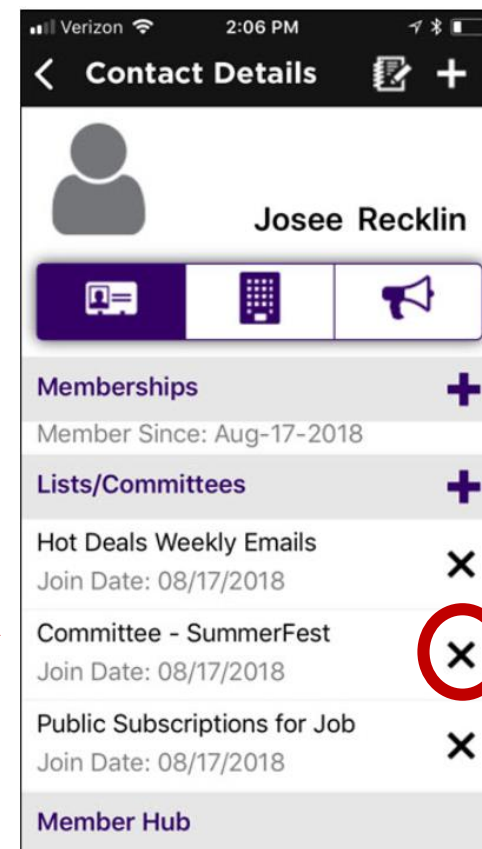 Verizon 2:06 PM
Contact Details
Josee Recklin
Memberships
Member Since: Aug-17-2018
Lists/Committees
Hot Deals Weekly Emails
Join Date: 08/17/2018
Committee - SummerFest
Join Date: 08/17/2018
Public Subscriptions for Job
Join Date: 08/17/2018
Member Hub